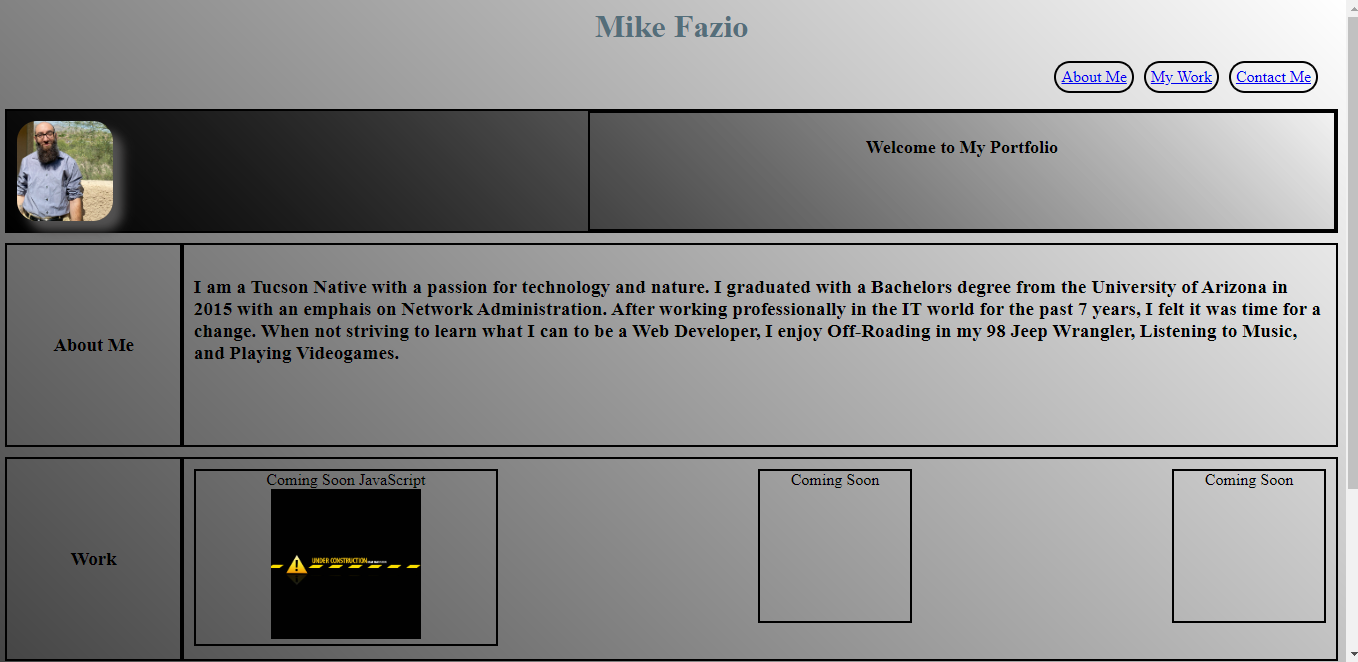 Mike Fazio
About Me My Work Contact Me
Welcome to My Portfolio
I am a Tucson Native with a passion for technology and nature. I graduated with a Bachelors degree from the University of Arizona in
2015 with an emphais on Network Administration. After working professionally in the IT world for the past 7 years, I felt it was time for a
change. When not striving to learn what I can to be a Web Developer, I enjoy Off-Roading in my 98 Jeep Wrangler, Listening to Music,
and Playing Videogames.
About Me
Coming Soon JavaScript
Coming Soon
Coming Soon
UNDER CONSTRUCTION
Work